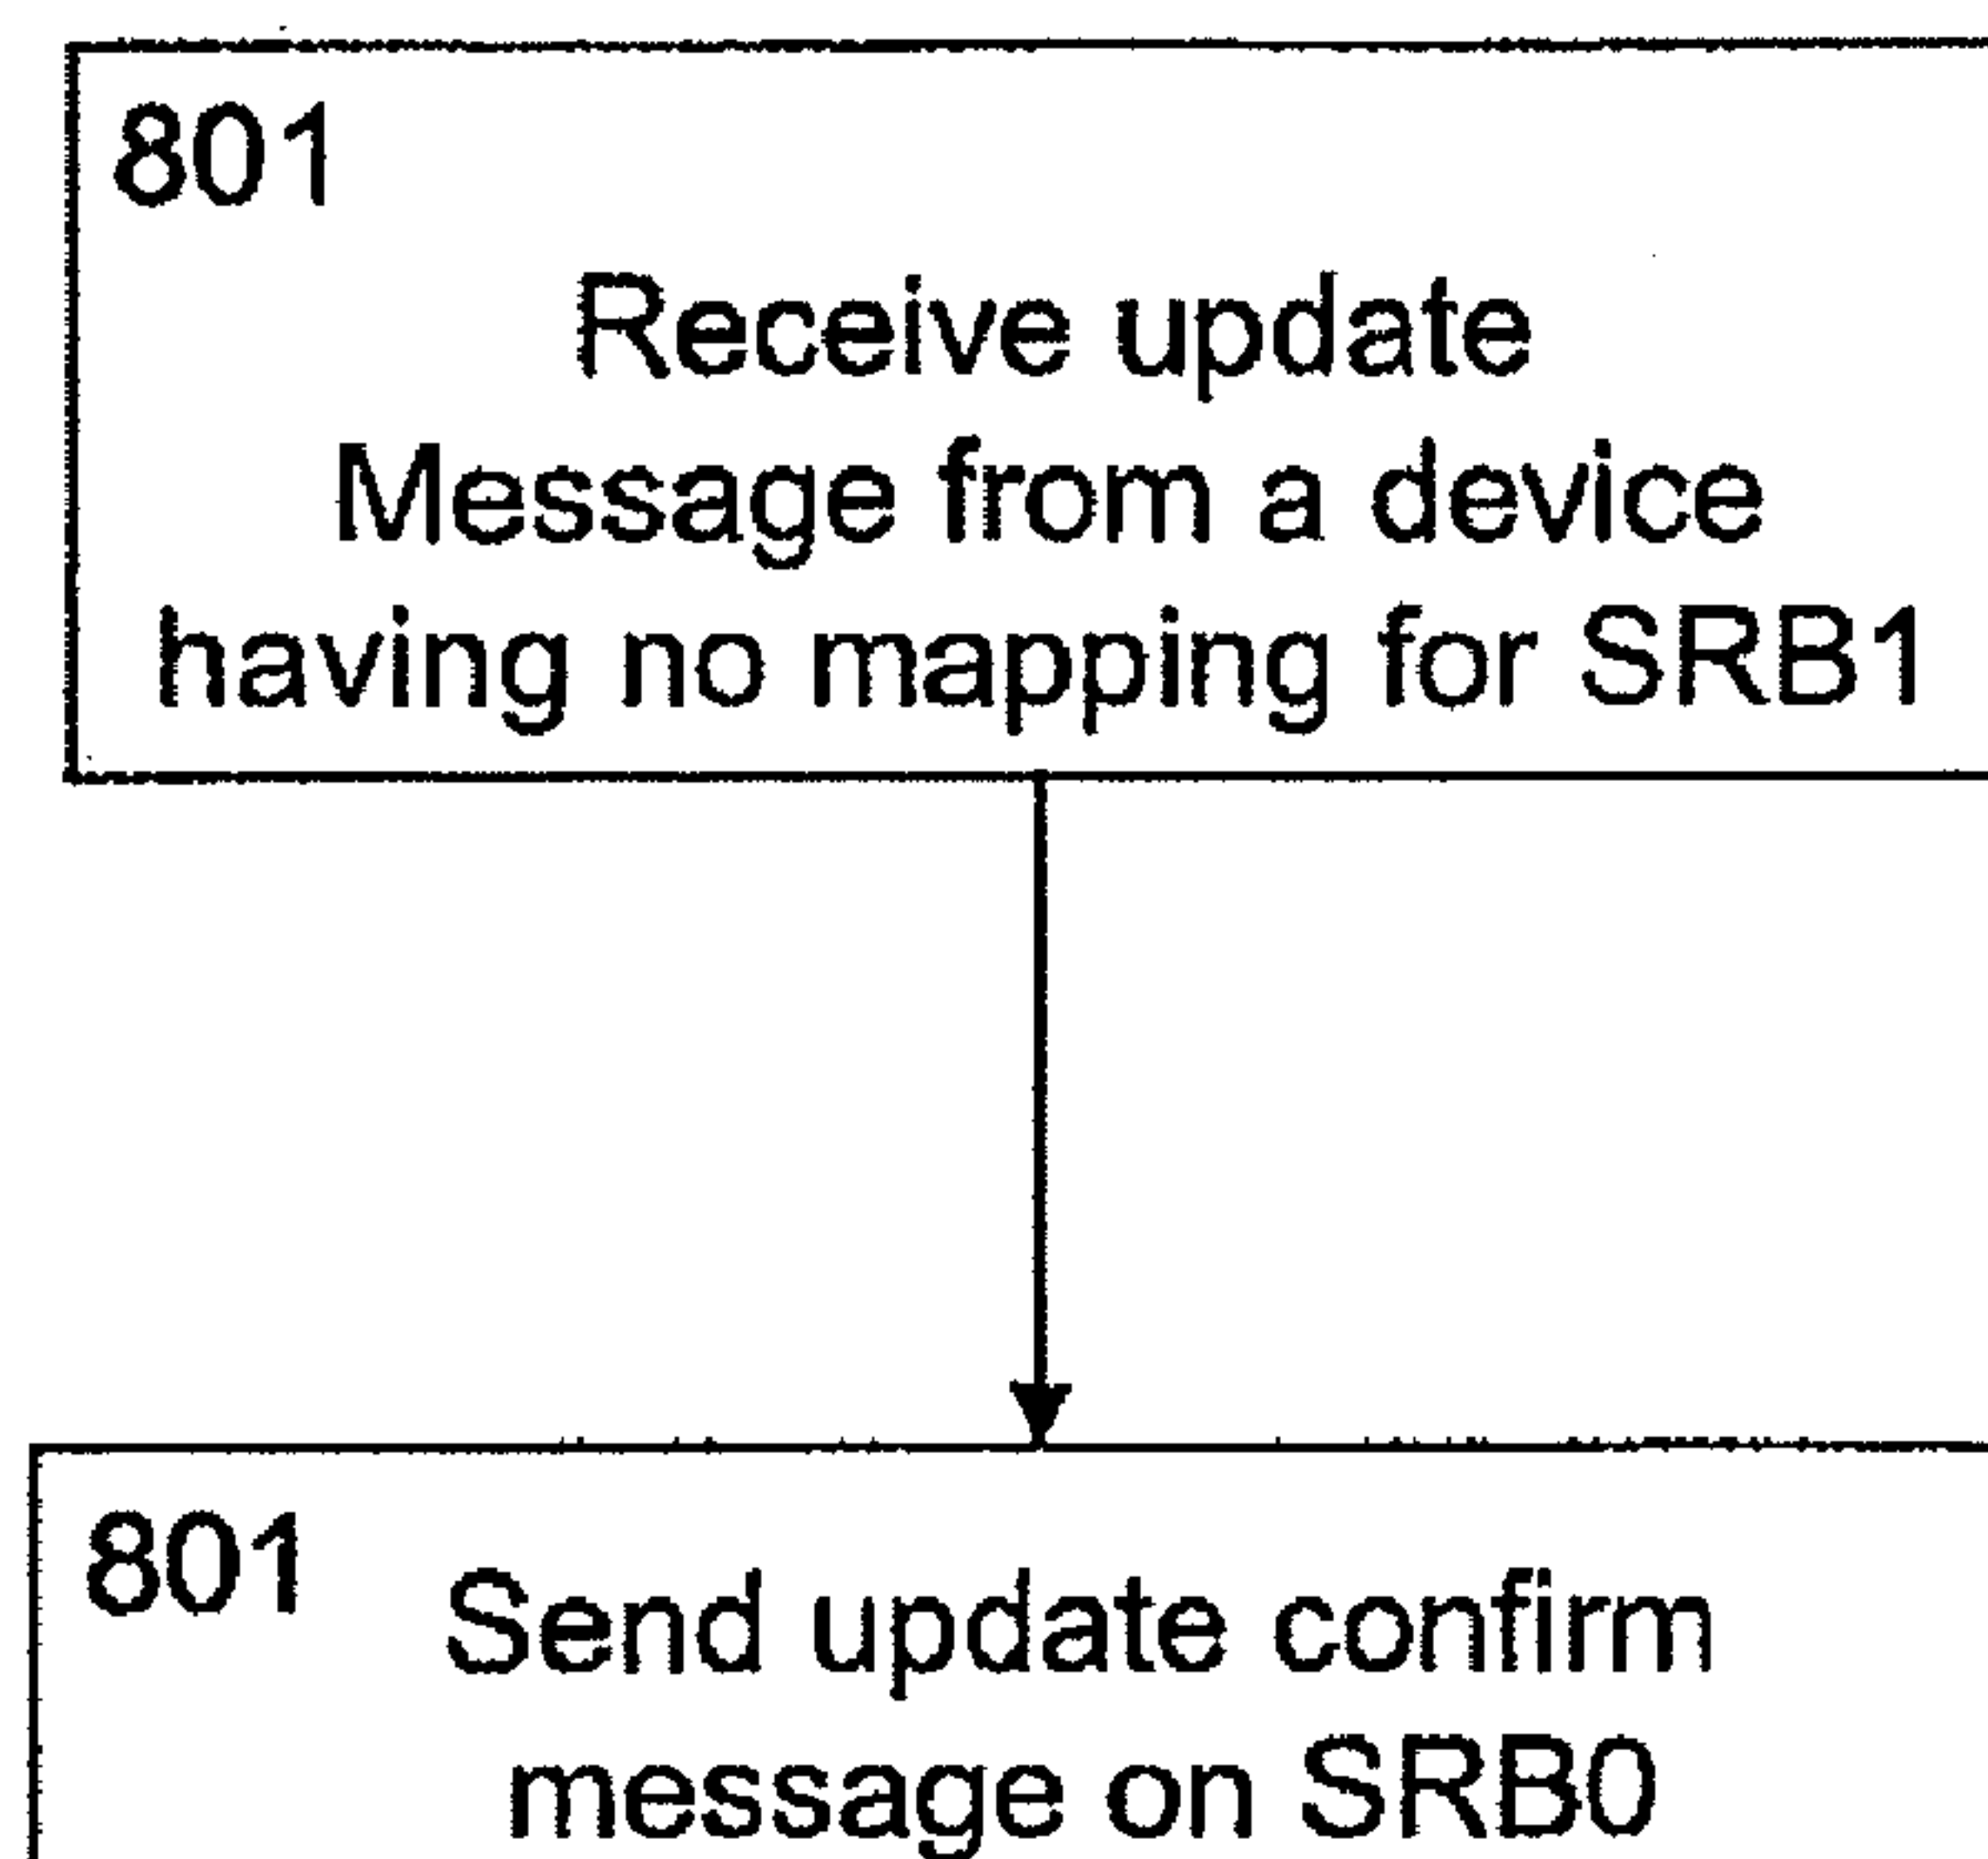 801
Receive update
Message from a device
having no mapping for SRB1
801
Send update confirm
message on SRB0